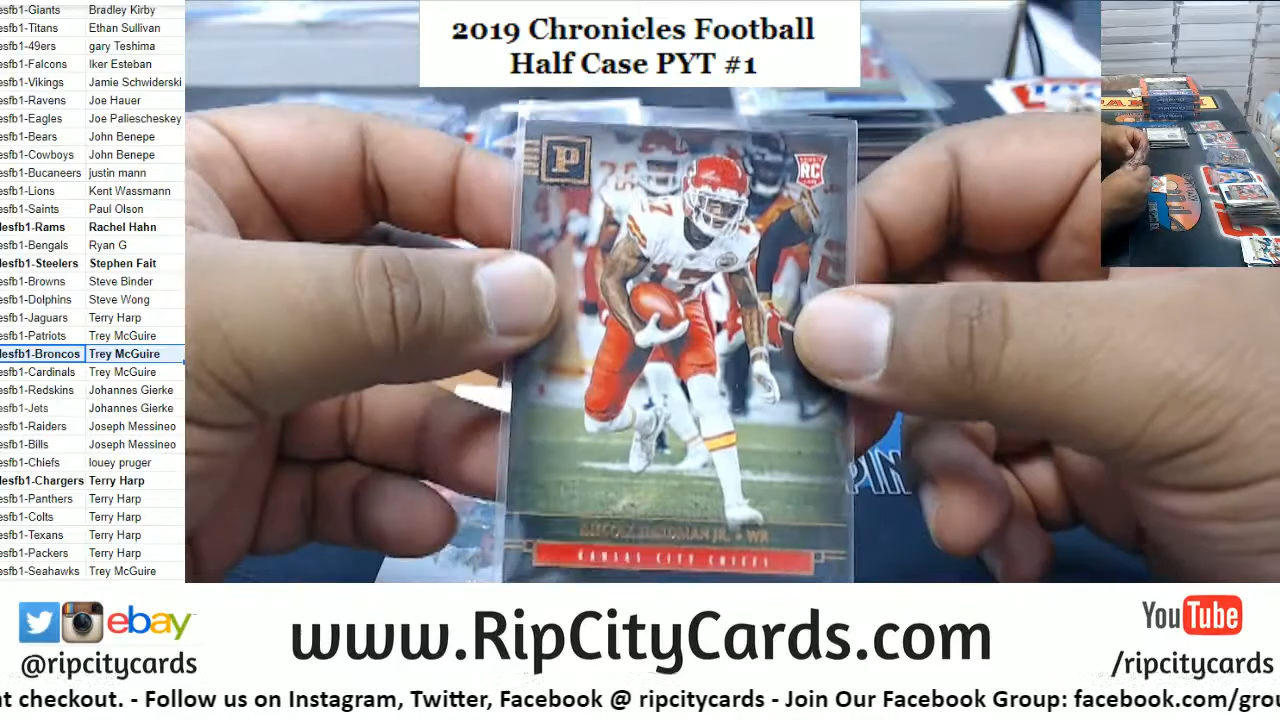 2019 Chronicles Football
Half Case PYT #1
esfb1-Giants Bradley Kirby
esfb1-Titans Ethan Sullivan
esfb1-49ers gary Teshima
esfb1-Falcons Iker Esteban
esfb1-Vikings Jamie Schwiderski
esfb1-Ravens Joe Hauer
esfb1-Eagles Joe Paliescheskey
esfb1-Bears John Benepe
esfb1-Cowboys John Benepe
esfb1-Bucaneers justin mann
esfb1-Lions Kent Wassmann
esfb1-Saints Paul Olson
esfb1-Rams Rachel Hahn
esfb1-Bengals Ryan G
esfb1-Steelers Stephen Fait
esfb1-Browns Steve Binder
esfb1-Dolphins Steve Wong
esfb1-Jaguars Terry Harp
esfb1-Patriots Trey McGuire
esfb1-Broncos Trey McGuire
esfb1-Cardinals Trey McGuire
esfb1-Redskins Johannes Gierke
esfb1-Jets Johannes Gierke
esfb1-Raiders Joseph Messineo
esfb1-Bills Joseph Messineo
esfb1-Chiefs louey pruger
esfb1-Chargers Terry Harp
esfb1-Panthers Terry Harp
esfb1-Colts Terry Harp
esfb1-Texans Terry Harp
esfb1-Packers Terry Harp
esfb1-Seahawks Trey McGuire
P
RC
17
JR. • WR
KANSAS CITY CHIEFS
PIN
ebay
@ripcitycards
www.RipCityCards.com
YouTube
/ripcitycards
at checkout. - Follow us on Instagram, Twitter, Facebook @ ripcitycards - Join Our Facebook Group: facebook.com/grou